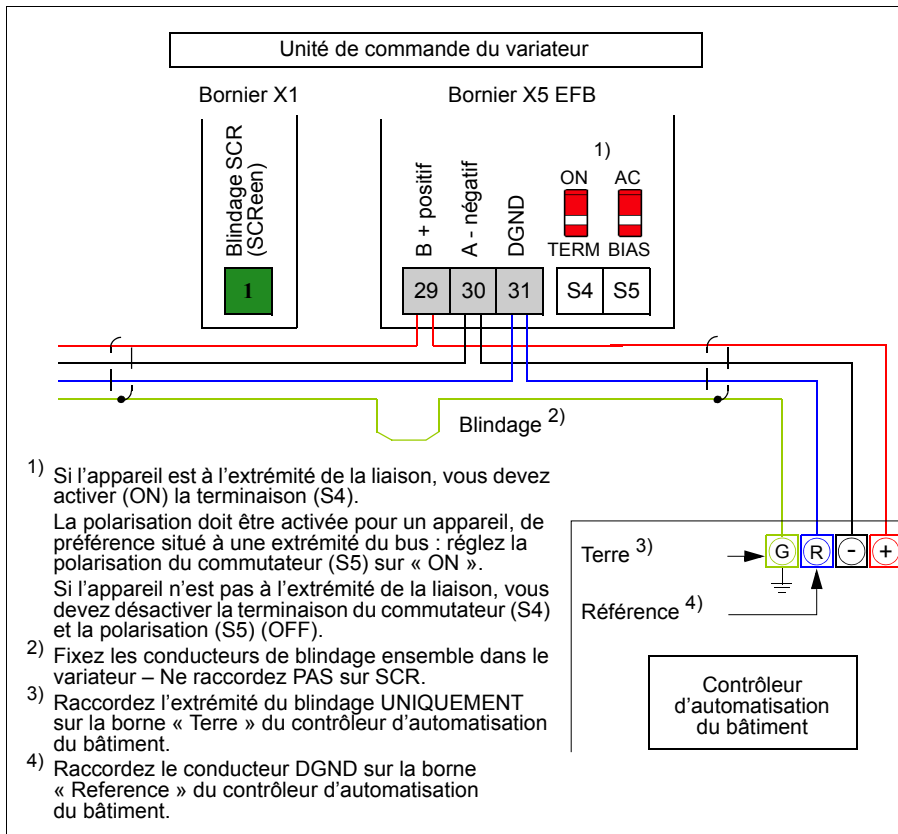 Unité de commande du variateur
Bornier X1
Bornier X5 EFB
Blindage SCR
(SCReen)
1
B + positif
A - négatif
DGND
1)
ON
AC
TERM
BIAS
29
30
31
S4
S5
Blindage 2)
1) Si l'appareil est à l'extrémité de la liaison, vous devez
activer (ON) la terminaison (S4).
La polarisation doit être activée pour un appareil, de
préférence situé à une extrémité du bus : réglez la
polarisation du commutateur (S5) sur « ON ».
Si l'appareil n'est pas à l'extrémité de la liaison, vous
devez désactiver la terminaison du commutateur (S4)
et la polarisation (S5) (OFF).
2) Fixez les conducteurs de blindage ensemble dans le
variateur – Ne raccordez PAS sur SCR.
3) Raccordez l'extrémité du blindage UNIQUEMENT
sur la borne « Terre » du contrôleur d'automatisation
du bâtiment.
4) Raccordez le conducteur DGND sur la borne
« Reference » du contrôleur d'automatisation
du bâtiment.
Terre 3)
G
R
-
+
Référence 4)
Contrôleur
d'automatisation
du bâtiment